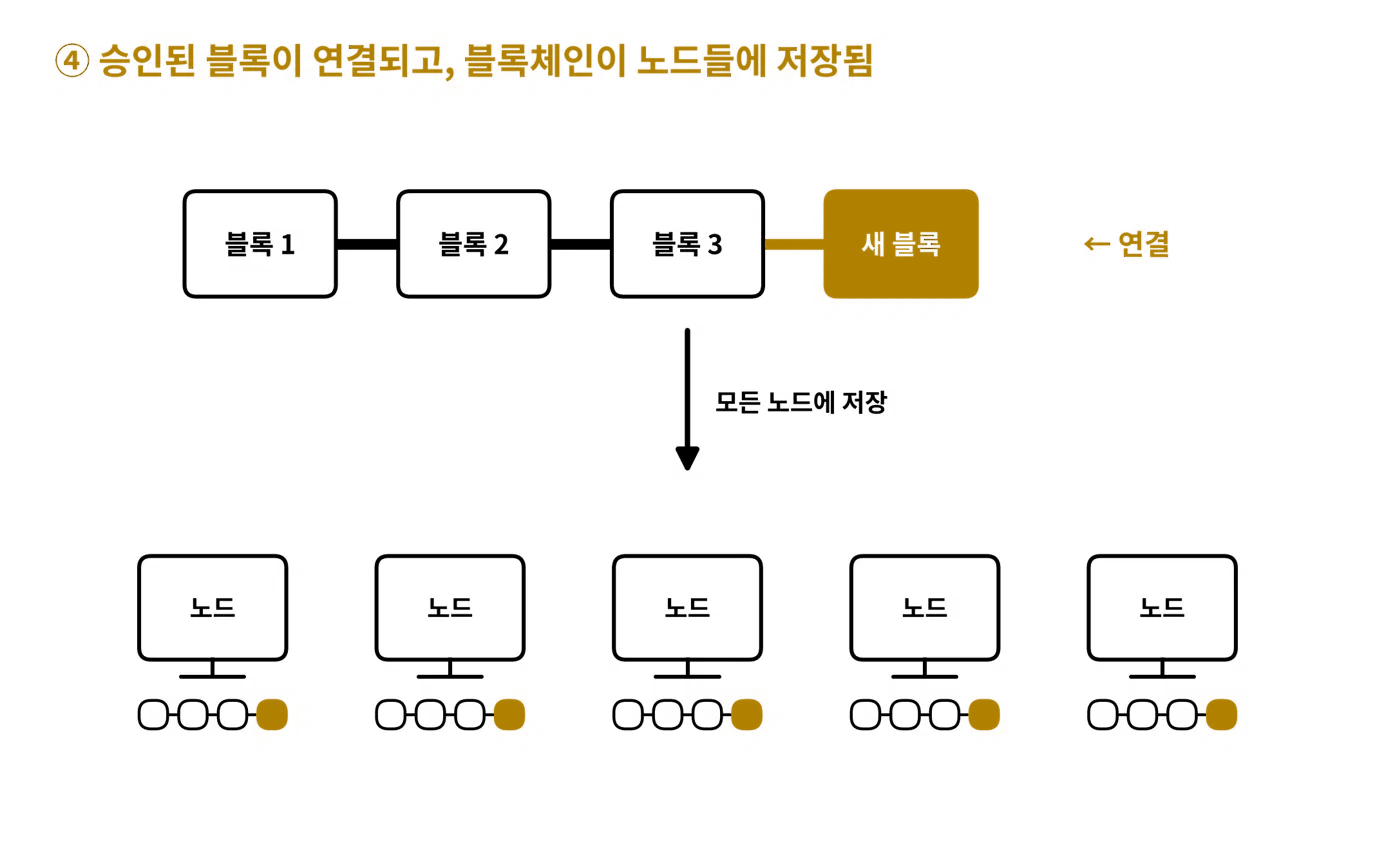 ④ 승인된 블록이 연결되고, 블록체인이 노드들에 저장됨
블록 1
블록 2
블록 3
새 블록
← 연결
모든 노드에 저장
노드
노드
노드
노드
노드